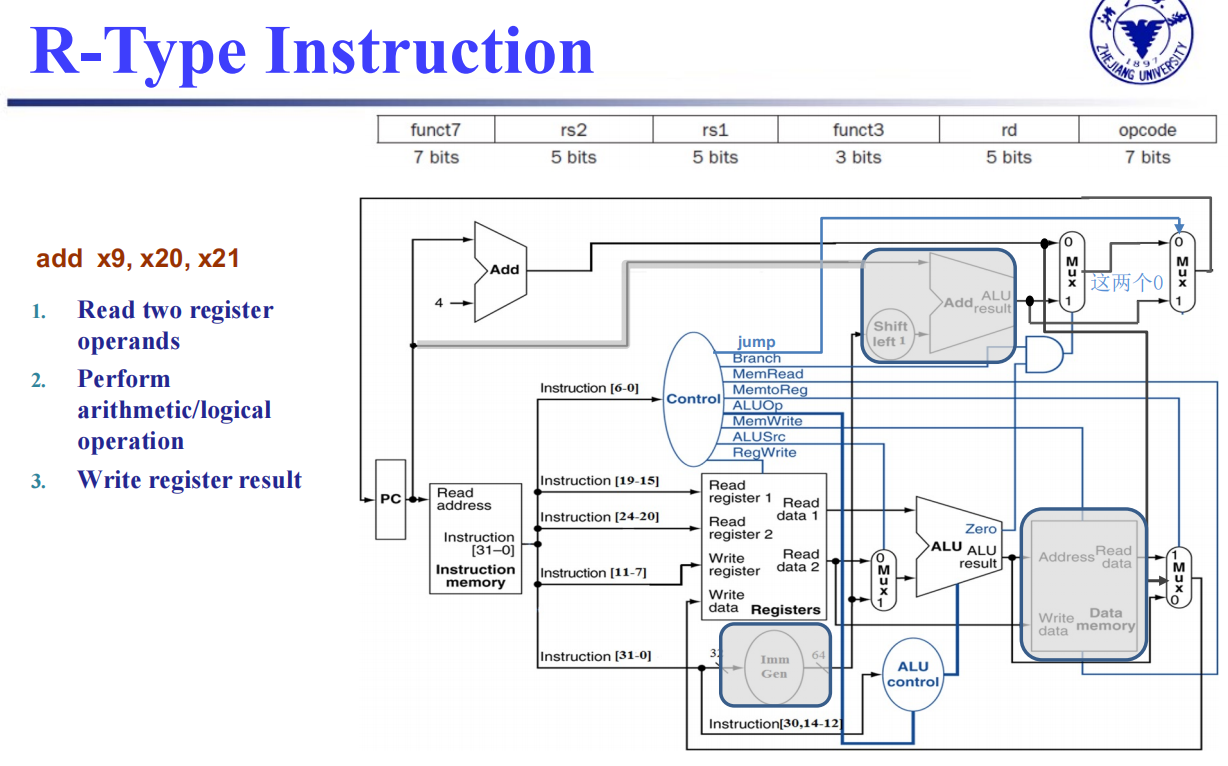 R-Type Instruction
ZHEJIANG UNIVERSITY
1897
funct7 rs2 rs1 funct3 rd opcode
7 bits 5 bits 5 bits 3 bits 5 bits 7 bits
add x9, x20, x21
1. Read two register
operands
2. Perform
arithmetic/logical
operation
3. Write register result
Add
4
Shift
left 1
Add ALU
result
0
Mux
1
这两个0
0
Mux
1
jump
Branch
MemRead
MemtoReg
ALUOp
MemWrite
ALUSrc
RegWrite
Control
Instruction [6-0]
Instruction [19-15]
Instruction [24-20]
Instruction [11-7]
Instruction [31-0]
Instruction[30,14-12]
PC
Read
address
Instruction
[31–0]
Instruction
memory
Read
register 1
Read
register 2
Write
register
Write
data
Read
data 1
Read
data 2
Registers
0
Mux
1
Zero
ALU ALU
result
Address
Read
data
Write
data
Data
memory
1
Mux
0
32
Imm
Gen
64
ALU
control